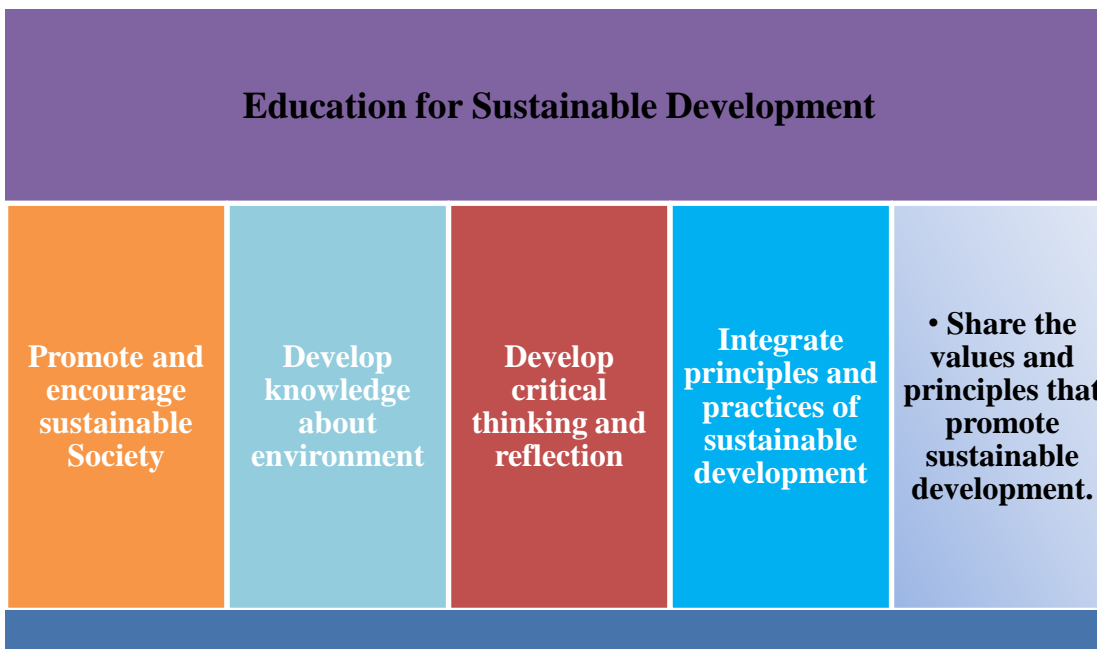 Education for Sustainable Development
Promote and
encourage
sustainable
Society
Develop
knowledge
about
environment
Develop
critical
thinking and
reflection
Integrate
principles and
practices of
sustainable
development
• Share the
values and
principles that
promote
sustainable
development.